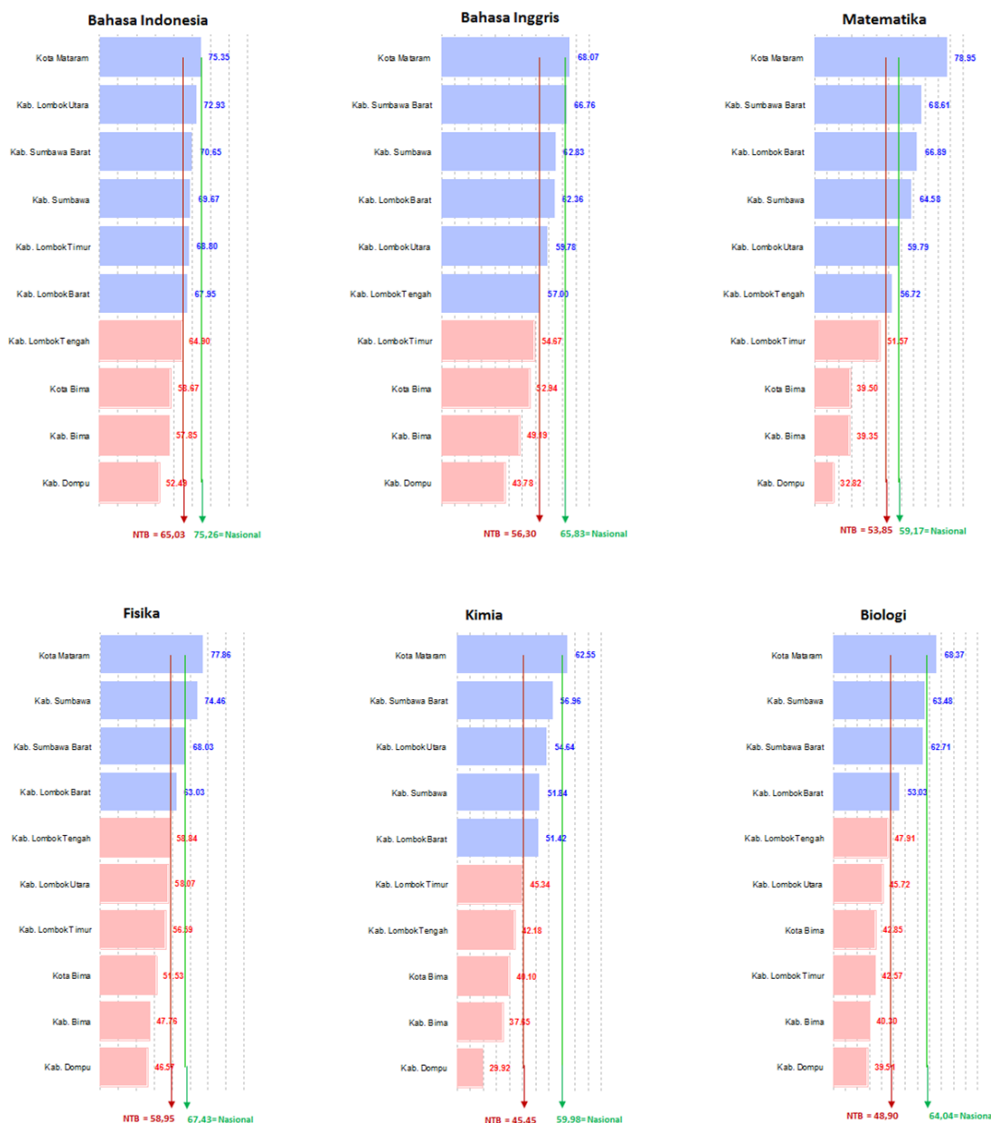 Bahasa Indonesia
Kota Mataram 75.35
Kab. Lombok Utara 72.93
Kab. Sumbawa Barat 70.65
Kab. Sumbawa 69.67
Kab. Lombok Timur 68.80
Kab. Lombok Barat 67.95
Kab. Lombok Tengah 64.90
Kota Bima 58.67
Kab. Bima 57.85
Kab. Dompu 52.49
NTB = 65,03 75,26= Nasional
Bahasa Inggris
Kota Mataram 68.07
Kab. Sumbawa Barat 66.76
Kab. Sumbawa 62.83
Kab. Lombok Barat 62.36
Kab. Lombok Utara 59.78
Kab. Lombok Tengah 57.00
Kab. Lombok Timur 54.67
Kota Bima 52.94
Kab. Bima 49.19
Kab. Dompu 43.78
NTB = 56,30 65,83= Nasional
Matematika
Kota Mataram 78.95
Kab. Sumbawa Barat 68.61
Kab. Lombok Barat 66.89
Kab. Sumbawa 64.58
Kab. Lombok Utara 59.79
Kab. Lombok Tengah 56.72
Kab. Lombok Timur 51.57
Kota Bima 39.50
Kab. Bima 39.35
Kab. Dompu 32.82
NTB = 53,85 59,17= Nasional
Fisika
Kota Mataram 77.86
Kab. Sumbawa 74.46
Kab. Sumbawa Barat 68.03
Kab. Lombok Barat 63.03
Kab. Lombok Tengah 58.84
Kab. Lombok Utara 58.07
Kab. Lombok Timur 56.59
Kota Bima 51.53
Kab. Bima 47.76
Kab. Dompu 46.57
NTB = 58,95 67,43= Nasional
Kimia
Kota Mataram 62.55
Kab. Sumbawa Barat 56.96
Kab. Lombok Utara 54.64
Kab. Sumbawa 51.84
Kab. Lombok Barat 51.42
Kab. Lombok Timur 45.34
Kab. Lombok Tengah 42.18
Kota Bima 40.10
Kab. Bima 37.65
Kab. Dompu 29.92
NTB = 45,45 59,98= Nasional
Biologi
Kota Mataram 68.37
Kab. Sumbawa 63.48
Kab. Sumbawa Barat 62.71
Kab. Lombok Barat 53.03
Kab. Lombok Tengah 47.91
Kab. Lombok Utara 45.72
Kota Bima 42.85
Kab. Lombok Timur 42.57
Kab. Bima 40.30
Kab. Dompu 39.51
NTB = 48,90 64,04= Nasional